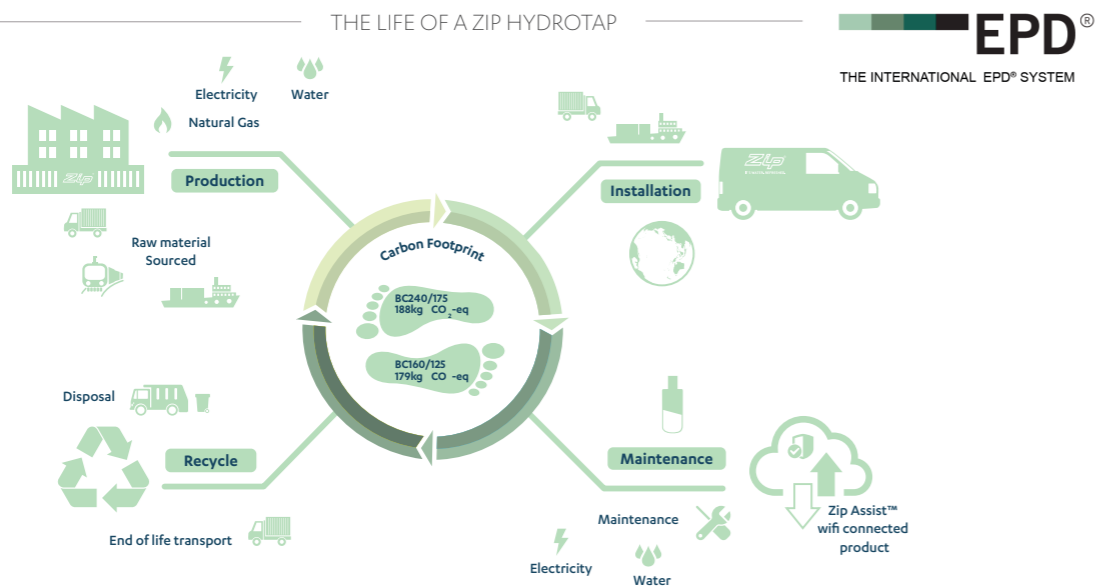 THE LIFE OF A ZIP HYDROTAP
EPD®
THE INTERNATIONAL EPD® SYSTEM
Electricity
Water
Natural Gas
Zip
Production
Raw material
Sourced
Installation
Zip
Carbon Footprint
BC240/175
188kg CO2-eq
BC160/125
179kg CO -eq
Disposal
Recycle
End of life transport
Maintenance
Maintenance
Electricity
Water
Zip Assist™
wifi connected
product